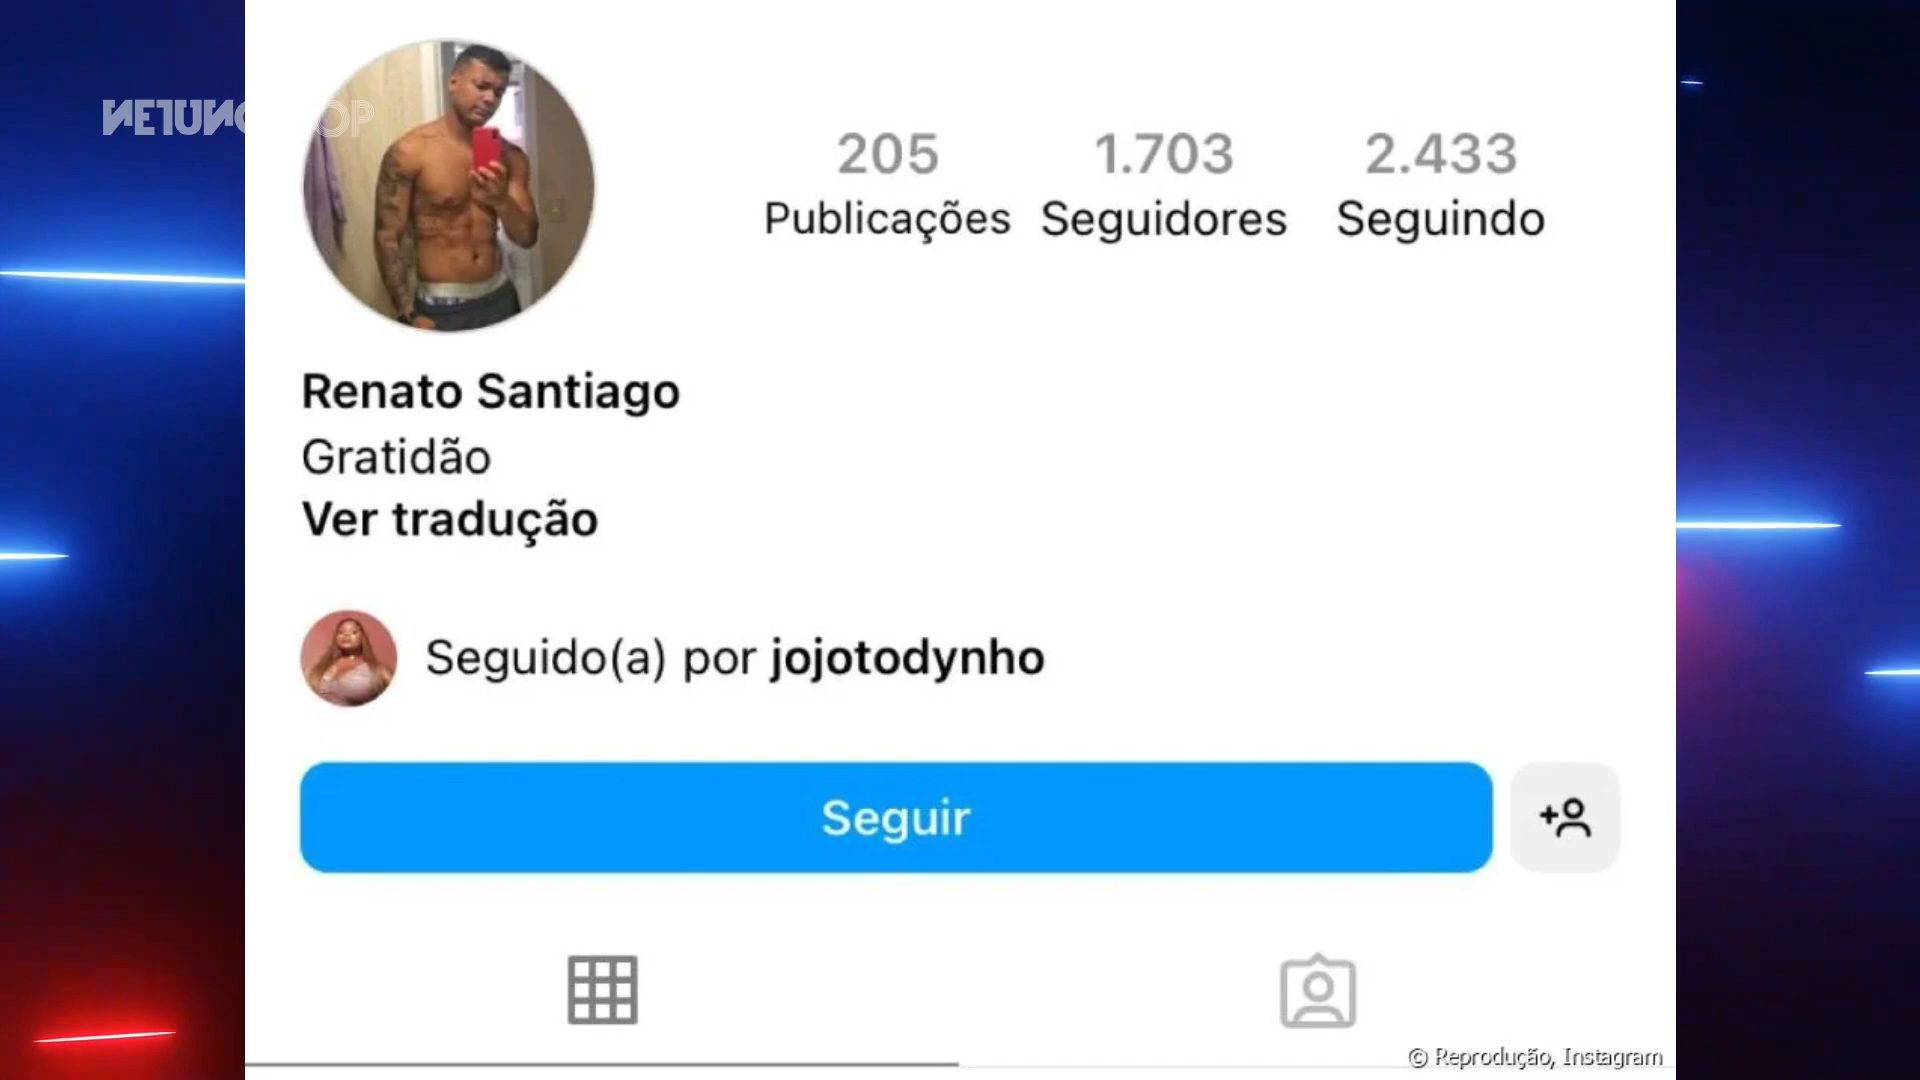 205 1.703 2.433
Publicações Seguidores Seguindo
Renato Santiago
Gratidão
Ver tradução
Seguido(a) por jojotodynho
Seguir
© Reprodução, Instagram